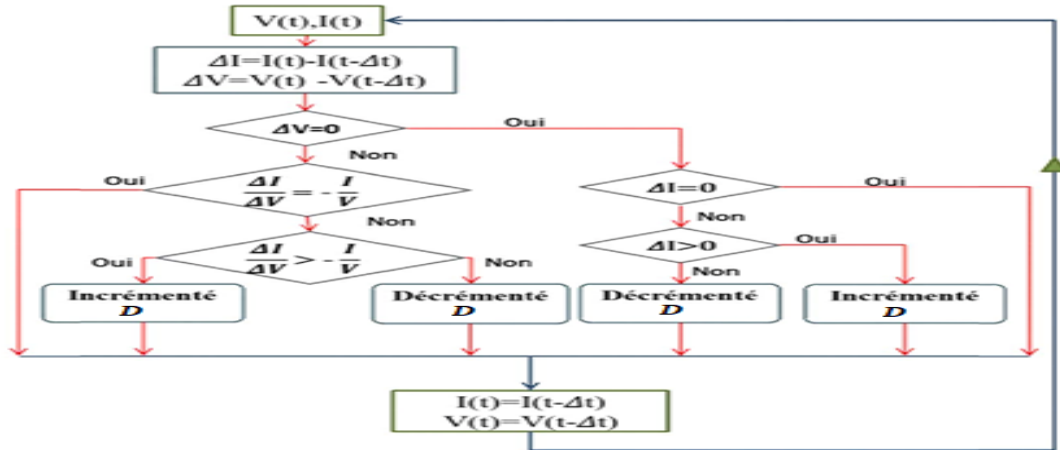 V(t),I(t)
ΔI=I(t)-I(t-Δt)
ΔV=V(t) -V(t-Δt)
ΔV=0
Oui
Non
Oui
ΔI/ΔV = - I/V
Non
ΔI=0
Oui
Non
Oui
ΔI/ΔV > - I/V
Non
ΔI>0
Oui
Non
Incrémenté
D
Décrémenté
D
Décrémenté
D
Incrémenté
D
I(t)=I(t-Δt)
V(t)=V(t-Δt)